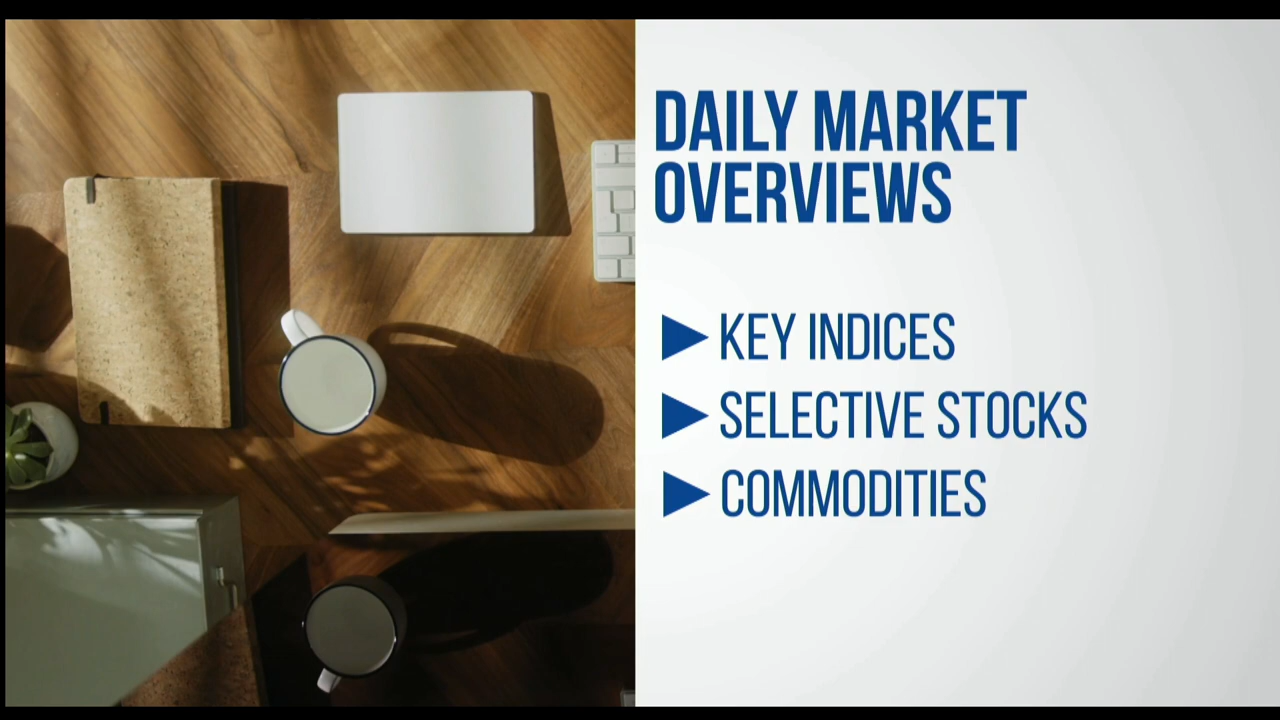 DAILY MARKET
OVERVIEWS
KEY INDICES
SELECTIVE STOCKS
COMMODITIES